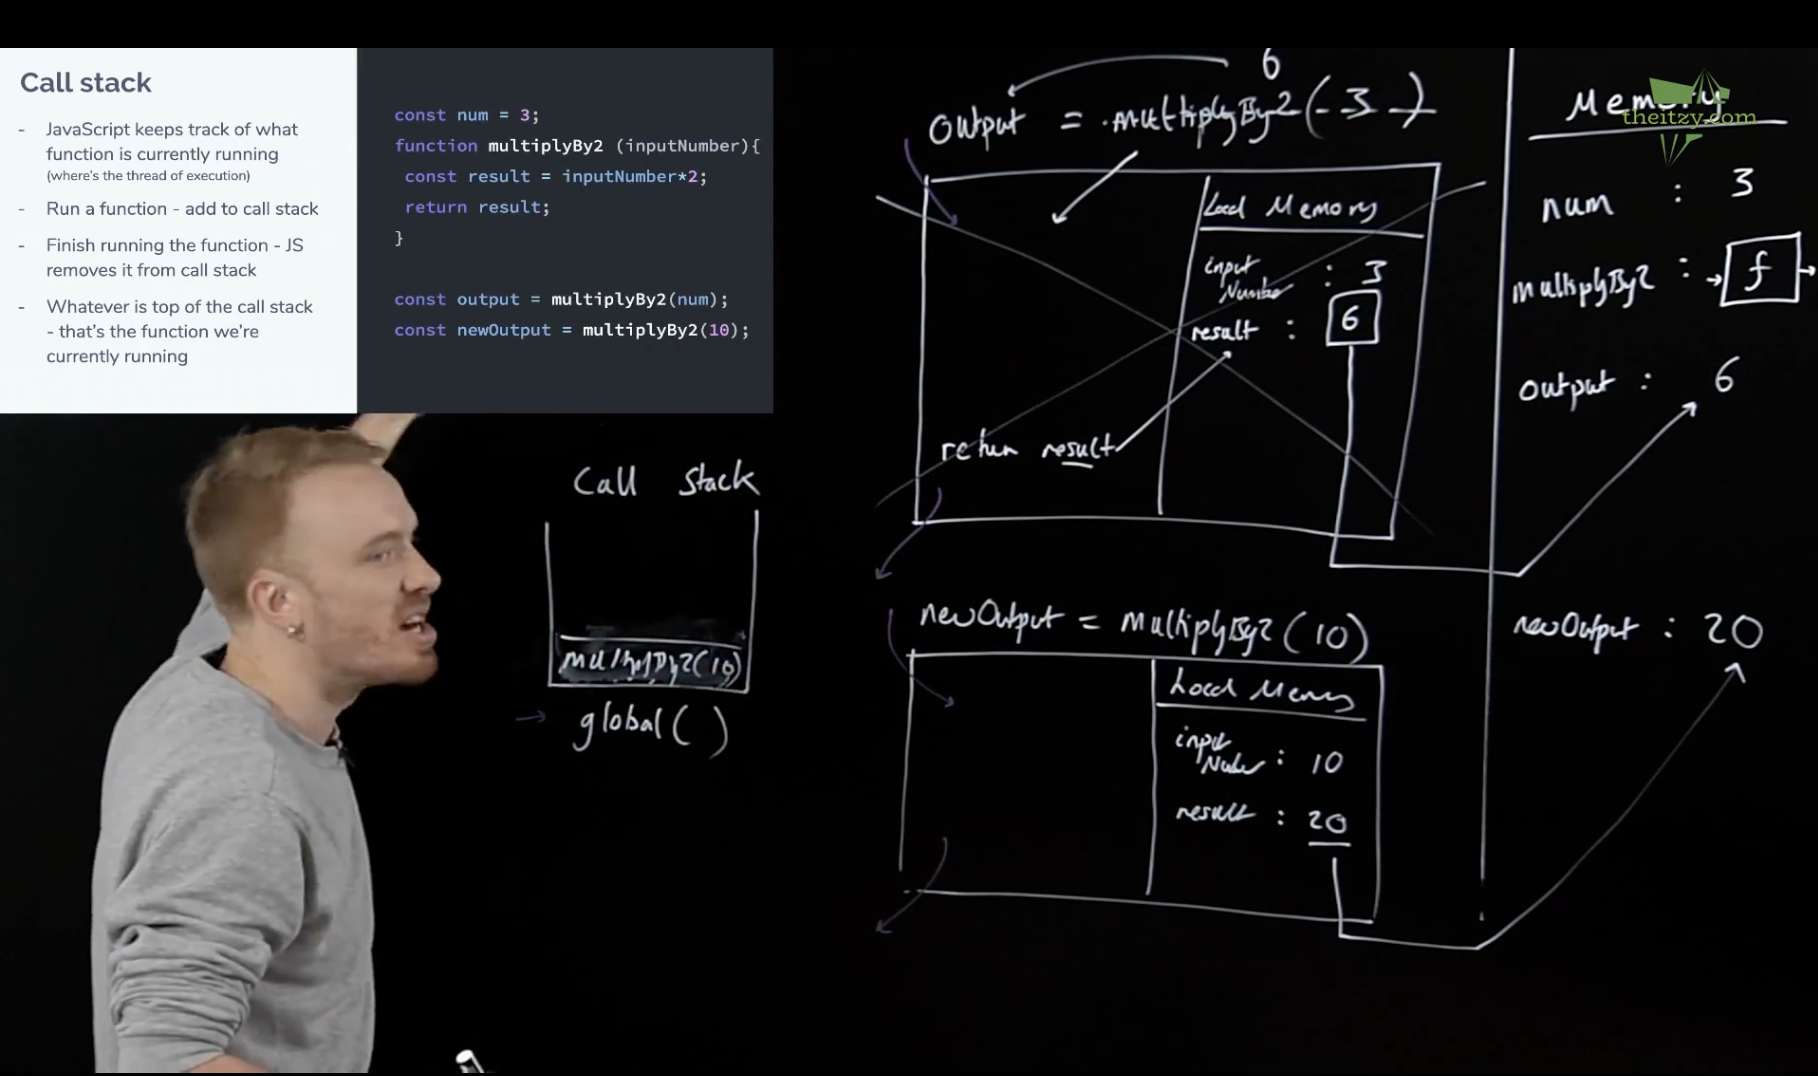 Call stack
- JavaScript keeps track of what
function is currently running
(where's the thread of execution)
- Run a function - add to call stack
- Finish running the function - JS
removes it from call stack
- Whatever is top of the call stack
- that's the function we're
currently running
const num = 3;
function multiplyBy2 (inputNumber){
const result = inputNumber*2;
return result;
}
const output = multiplyBy2(num);
const newOutput = multiplyBy2(10);
Call Stack
multiplyBy2(10)
global( )
6
output = multiplyBy2( 3 )
Local Memory
input
Number : 3
result : 6
return result
newOutput = multiplyBy2 ( 10 )
Local Memory
input
Number : 10
result : 20
Memory
theitzy.com
num : 3
multiplyBy2 : f
output : 6
newOutput : 20